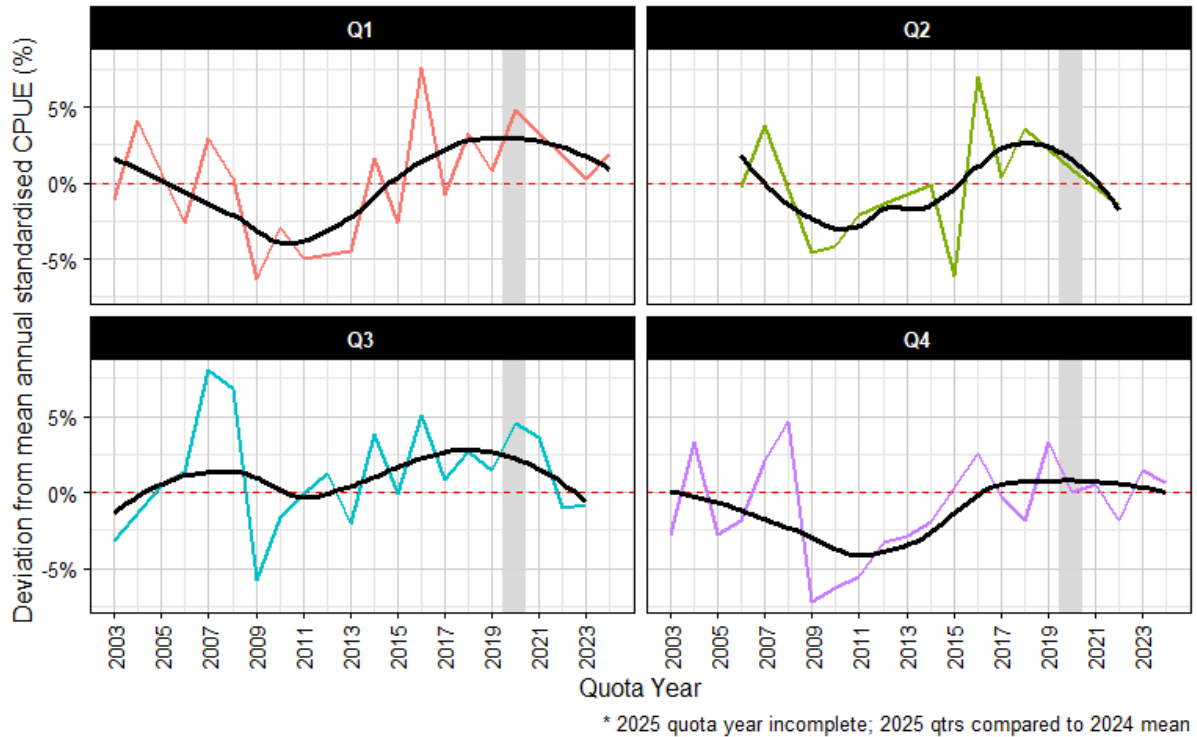 Q1
Q2
Deviation from mean annual standardised CPUE (%)
5%
0%
-5%
Q3
Q4
5%
0%
-5%
2003 2005 2007 2009 2011 2013 2015 2017 2019 2021 2023
2003 2005 2007 2009 2011 2013 2015 2017 2019 2021 2023
Quota Year
* 2025 quota year incomplete; 2025 qtrs compared to 2024 mean